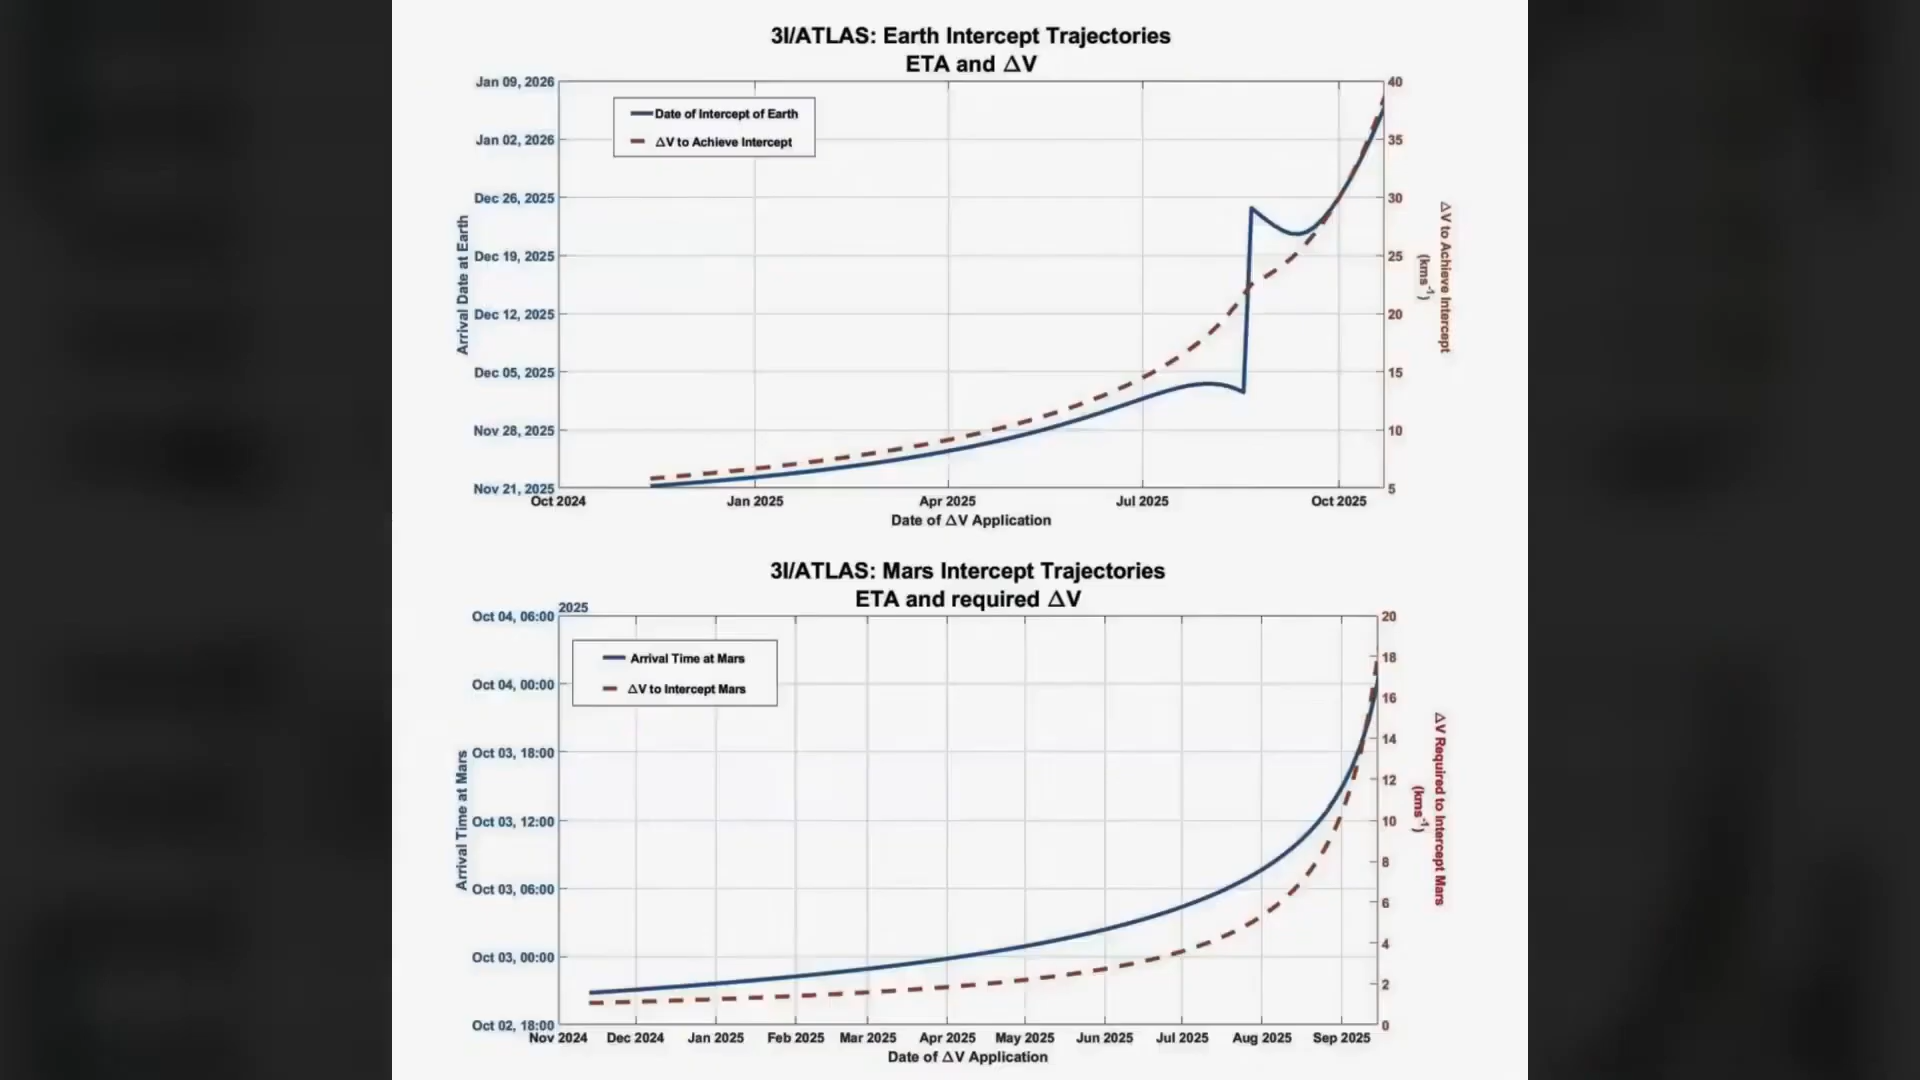 3I/ATLAS: Earth Intercept Trajectories
ETA and ΔV
Date of Intercept of Earth
ΔV to Achieve Intercept
Jan 09, 2026
Jan 02, 2026
Dec 26, 2025
Dec 19, 2025
Dec 12, 2025
Dec 05, 2025
Nov 28, 2025
Nov 21, 2025
Arrival Date at Earth
40
35
30
25
20
15
10
5
ΔV to Achieve Intercept
(kms⁻¹)
Oct 2024 Jan 2025 Apr 2025 Jul 2025 Oct 2025
Date of ΔV Application
3I/ATLAS: Mars Intercept Trajectories
ETA and required ΔV
2025
Arrival Time at Mars
ΔV to Intercept Mars
Oct 04, 06:00
Oct 04, 00:00
Oct 03, 18:00
Oct 03, 12:00
Oct 03, 06:00
Oct 03, 00:00
Oct 02, 18:00
Arrival Time at Mars
20
18
16
14
12
10
8
6
4
2
0
ΔV Required to Intercept Mars
(kms⁻¹)
Nov 2024 Dec 2024 Jan 2025 Feb 2025 Mar 2025 Apr 2025 May 2025 Jun 2025 Jul 2025 Aug 2025 Sep 2025
Date of ΔV Application